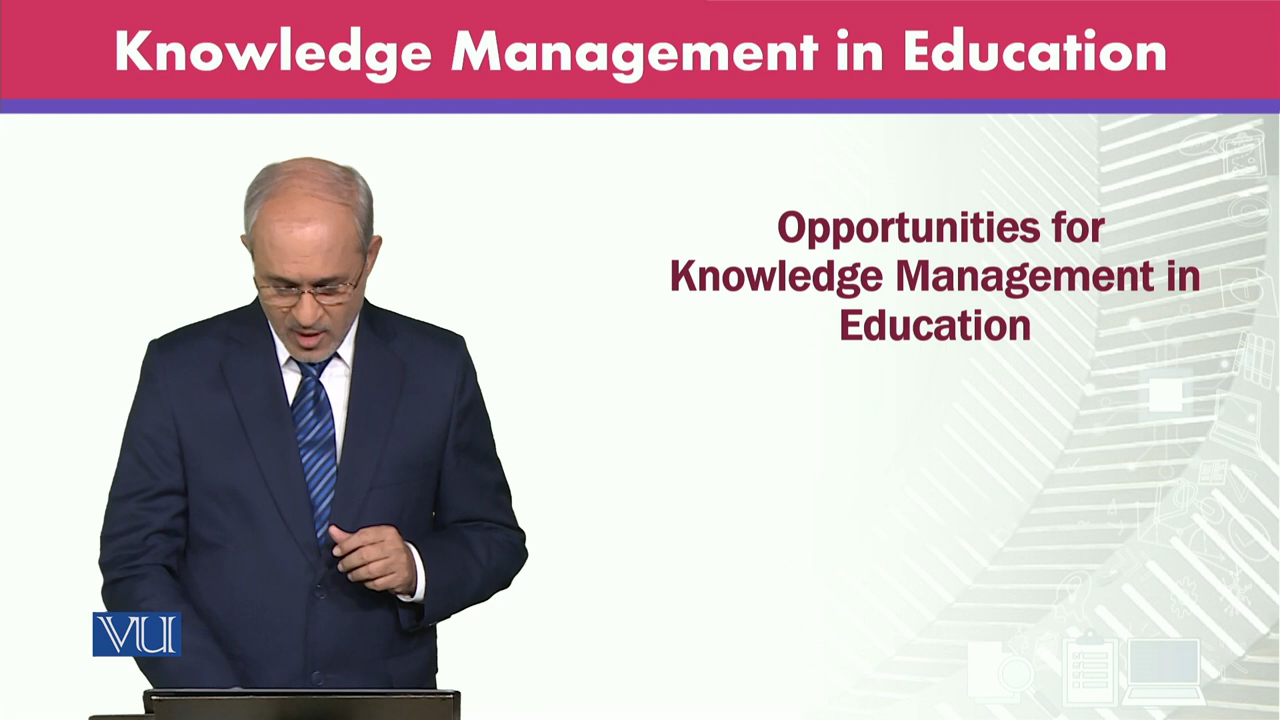 Knowledge Management in Education
Opportunities for
Knowledge Management in
Education
VU